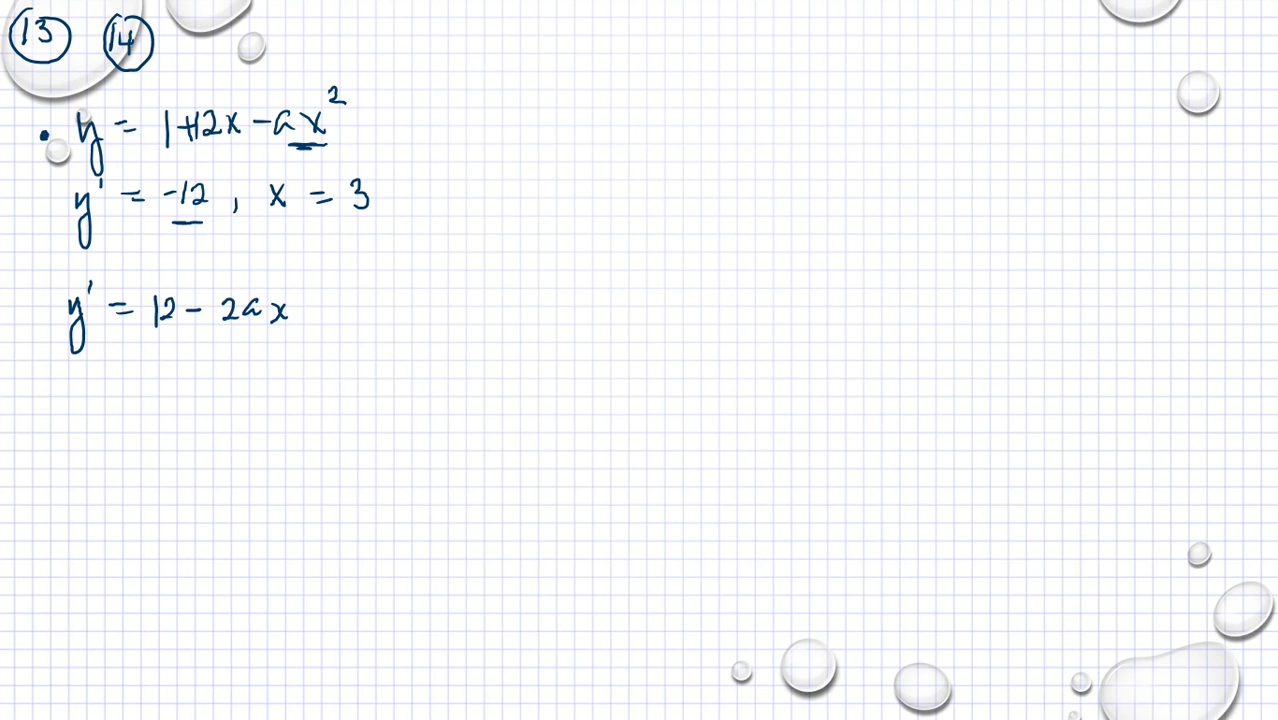 13 14
• y = 1+12x - ax²
y' = -12 , x = 3
y' = 12 - 2ax